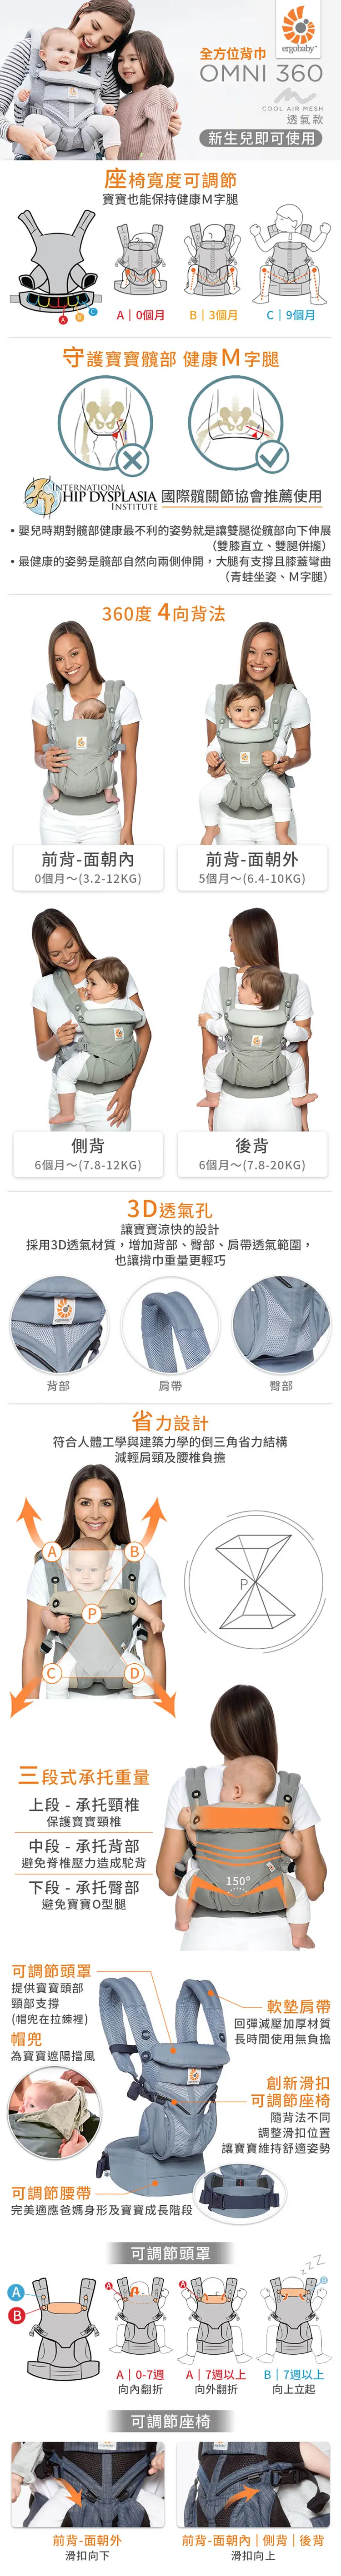 ergobaby
全方位背巾
OMNI 360
COOL AIR MESH
透氣款
新生兒即可使用
座椅寬度可調節
寶寶也能保持健康M字腿
A B C
A｜0個月
B｜3個月
C｜9個月
守護寶寶髖部 健康M字腿
INTERNATIONAL
HIP DYSPLASIA
INSTITUTE
國際髖關節協會推薦使用
•嬰兒時期對髖部健康最不利的姿勢就是讓雙腿從髖部向下伸展
（雙膝直立、雙腿併攏）
•最健康的姿勢是髖部自然向兩側伸開，大腿有支撐且膝蓋彎曲
（青蛙坐姿、M字腿）
360度 4向背法
前背-面朝內
0個月～(3.2-12KG)
前背-面朝外
5個月～(6.4-10KG)
側背
6個月～(7.8-12KG)
後背
6個月～(7.8-20KG)
3D透氣孔
讓寶寶涼快的設計
採用3D透氣材質，增加背部、臀部、肩帶透氣範圍，
也讓揹巾重量更輕巧
背部
肩帶
臀部
省力設計
符合人體工學與建築力學的倒三角省力結構
減輕肩頸及腰椎負擔
A B
P
C D
P
三段式承托重量
上段 - 承托頸椎
保護寶寶頸椎
中段 - 承托背部
避免脊椎壓力造成駝背
下段 - 承托臀部
避免寶寶O型腿
150°
可調節頭罩
提供寶寶頭部
頸部支撐
(帽兜在拉鍊裡)
帽兜
為寶寶遮陽擋風
軟墊肩帶
回彈減壓加厚材質
長時間使用無負擔
創新滑扣
可調節座椅
隨背法不同
調整滑扣位置
讓寶寶維持舒適姿勢
可調節腰帶
完美適應爸媽身形及寶寶成長階段
可調節頭罩
A
B
A
A
B
zzZ
A｜0-7週
向內翻折
A｜7週以上
向外翻折
B｜7週以上
向上立起
可調節座椅
前背-面朝外
滑扣向下
前背-面朝內｜側背｜後背
滑扣向上